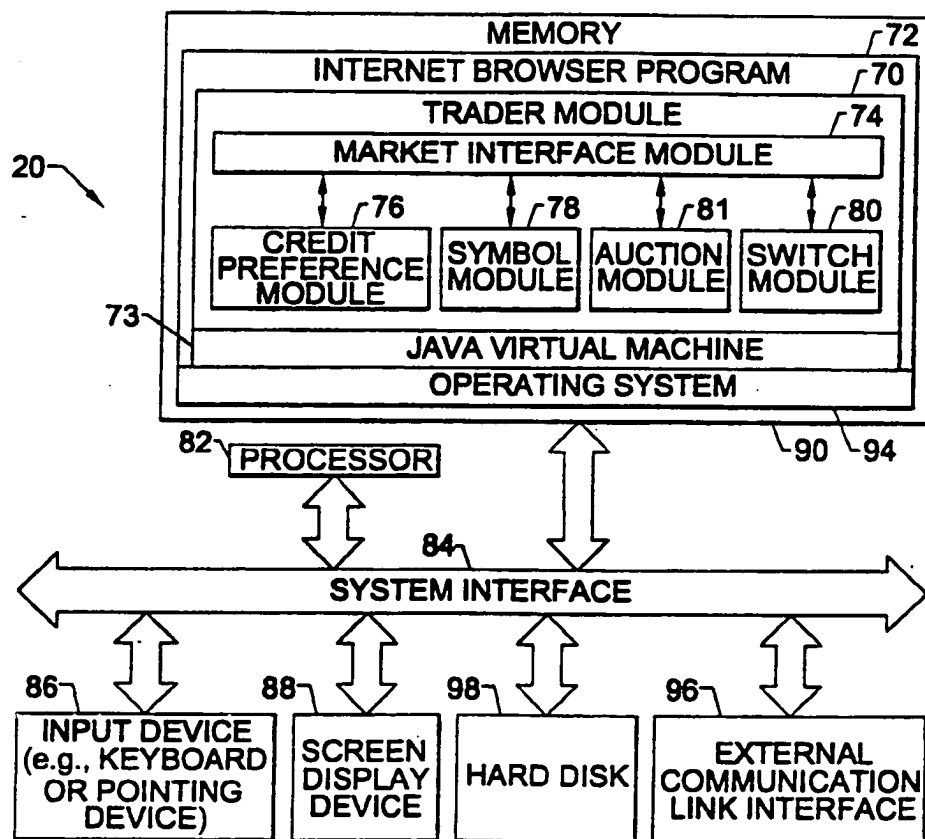 MEMORY
72
INTERNET BROWSER PROGRAM
70
TRADER MODULE
74
MARKET INTERFACE MODULE
20
76
78
81
80
CREDIT
PREFERENCE
MODULE
SYMBOL
MODULE
AUCTION
MODULE
SWITCH
MODULE
73
JAVA VIRTUAL MACHINE
OPERATING SYSTEM
82
PROCESSOR
90
94
84
SYSTEM INTERFACE
86
INPUT DEVICE
(e.g., KEYBOARD
OR POINTING
DEVICE)
88
SCREEN
DISPLAY
DEVICE
98
HARD DISK
96
EXTERNAL
COMMUNICATION
LINK INTERFACE